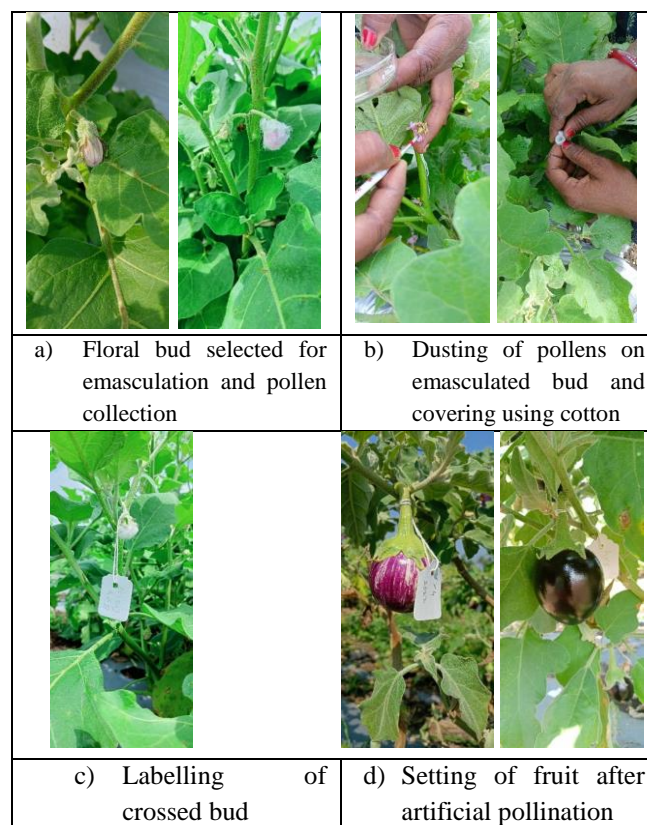 a) Floral bud selected for
emasculation and pollen
collection
b) Dusting of pollens on
emasculated bud and
covering using cotton
c) Labelling of
crossed bud
d) Setting of fruit after
artificial pollination